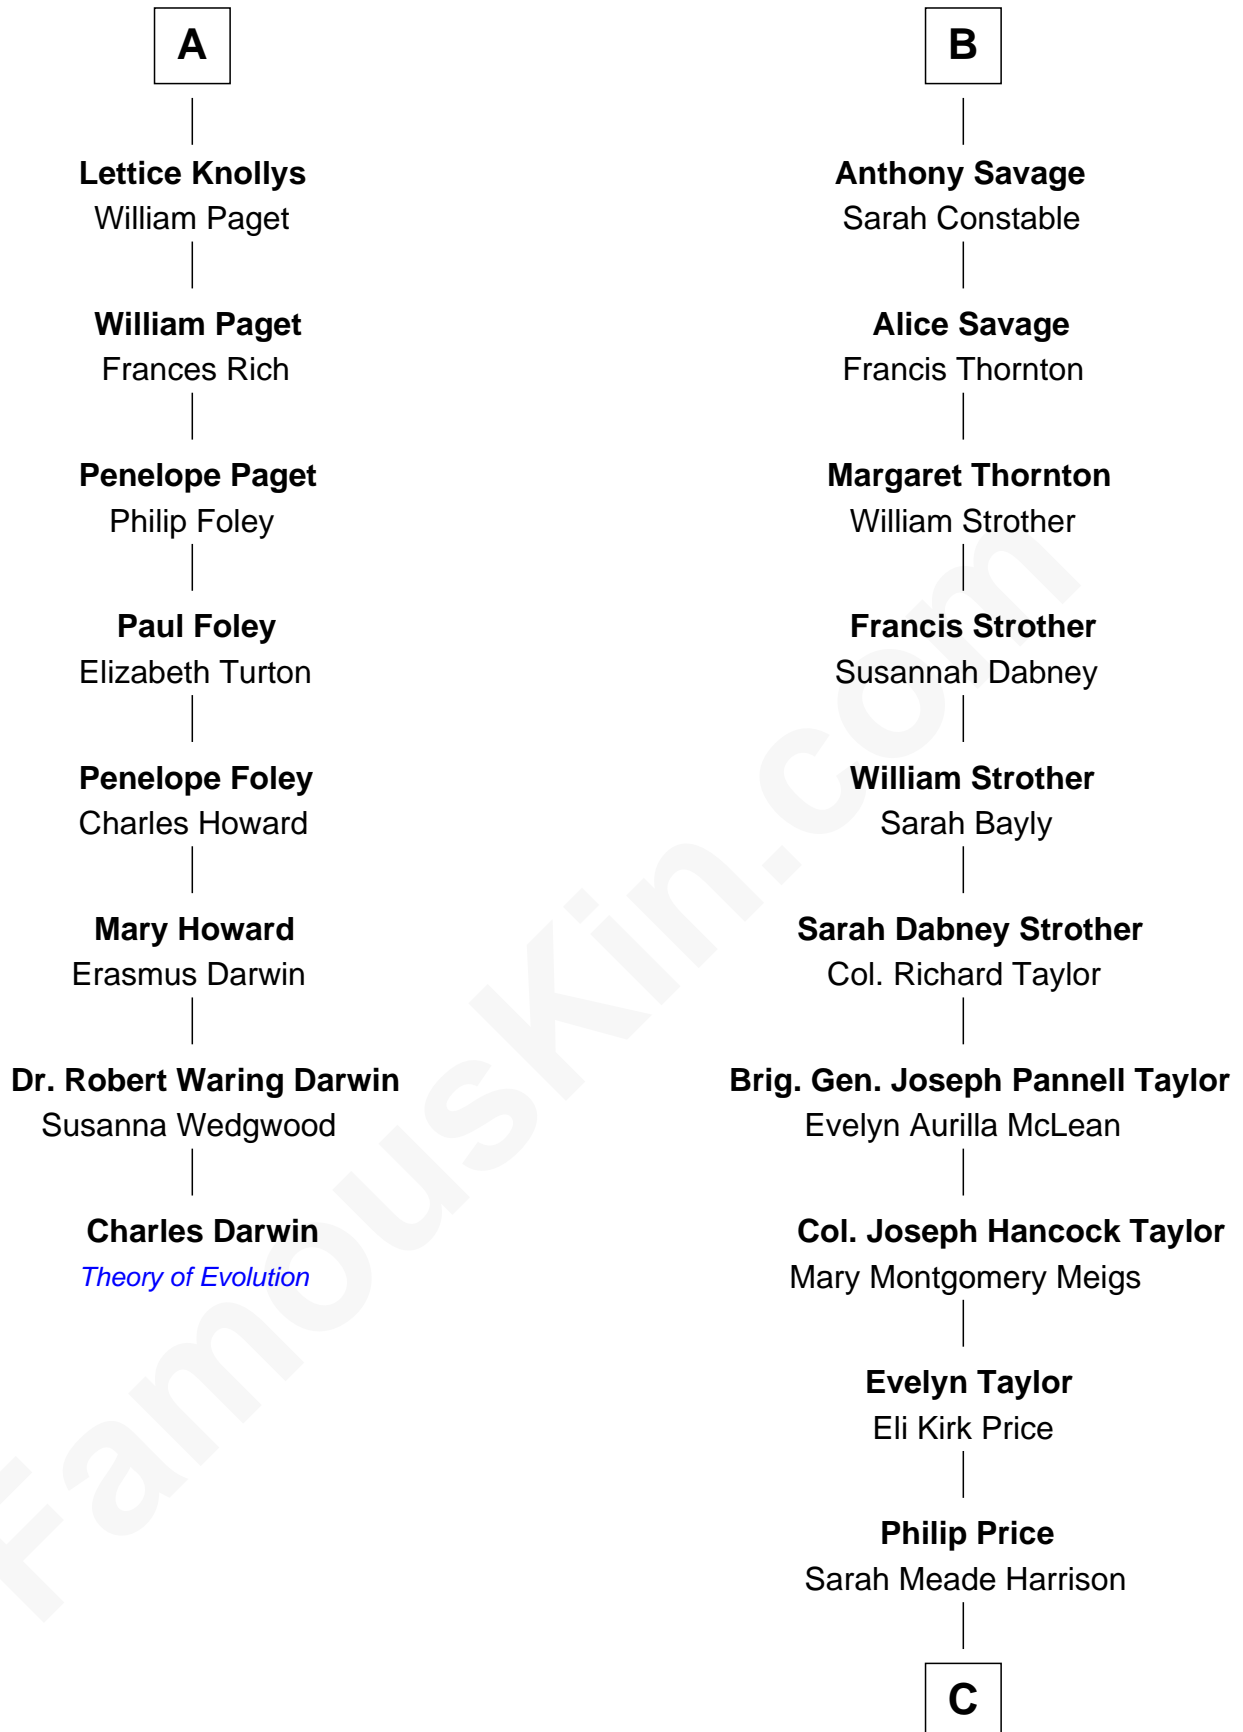 A
Lettice Knollys
William Paget
William Paget
Frances Rich
Penelope Paget
Philip Foley
Paul Foley
Elizabeth Turton
Penelope Foley
Charles Howard
Mary Howard
Erasmus Darwin
Dr. Robert Waring Darwin
Susanna Wedgwood
Charles Darwin
Theory of Evolution
B
Anthony Savage
Sarah Constable
Alice Savage
Francis Thornton
Margaret Thornton
William Strother
Francis Strother
Susannah Dabney
William Strother
Sarah Bayly
Sarah Dabney Strother
Col. Richard Taylor
Brig. Gen. Joseph Pannell Taylor
Evelyn Aurilla McLean
Col. Joseph Hancock Taylor
Mary Montgomery Meigs
Evelyn Taylor
Eli Kirk Price
Philip Price
Sarah Meade Harrison
C
FamousKin.com